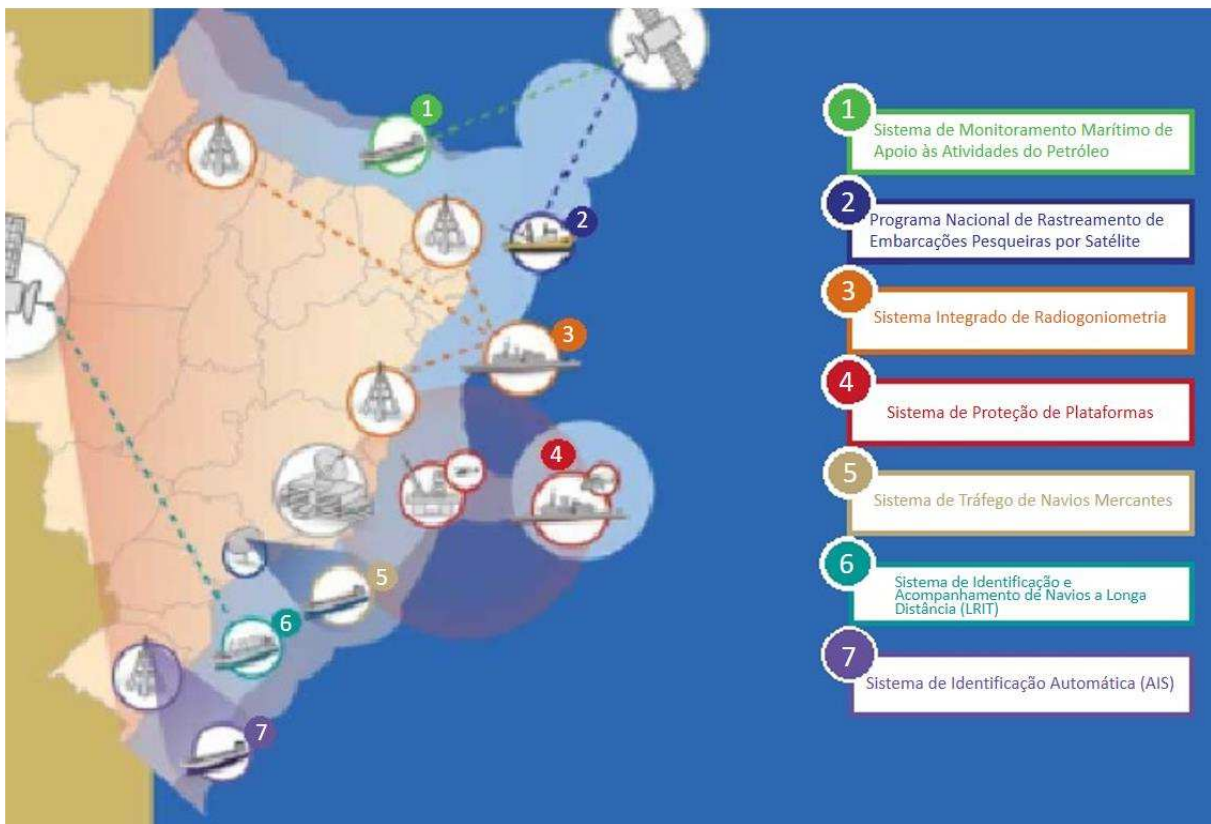 1
2
3
4
5
6
7
1
Sistema de Monitoramento Marítimo de
Apoio às Atividades do Petróleo
2
Programa Nacional de Rastreamento de
Embarcações Pesqueiras por Satélite
3
Sistema Integrado de Radiogoniometria
4
Sistema de Proteção de Plataformas
5
Sistema de Tráfego de Navios Mercantes
6
Sistema de Identificação e
Acompanhamento de Navios a Longa
Distância (LRIT)
7
Sistema de Identificação Automática (AIS)